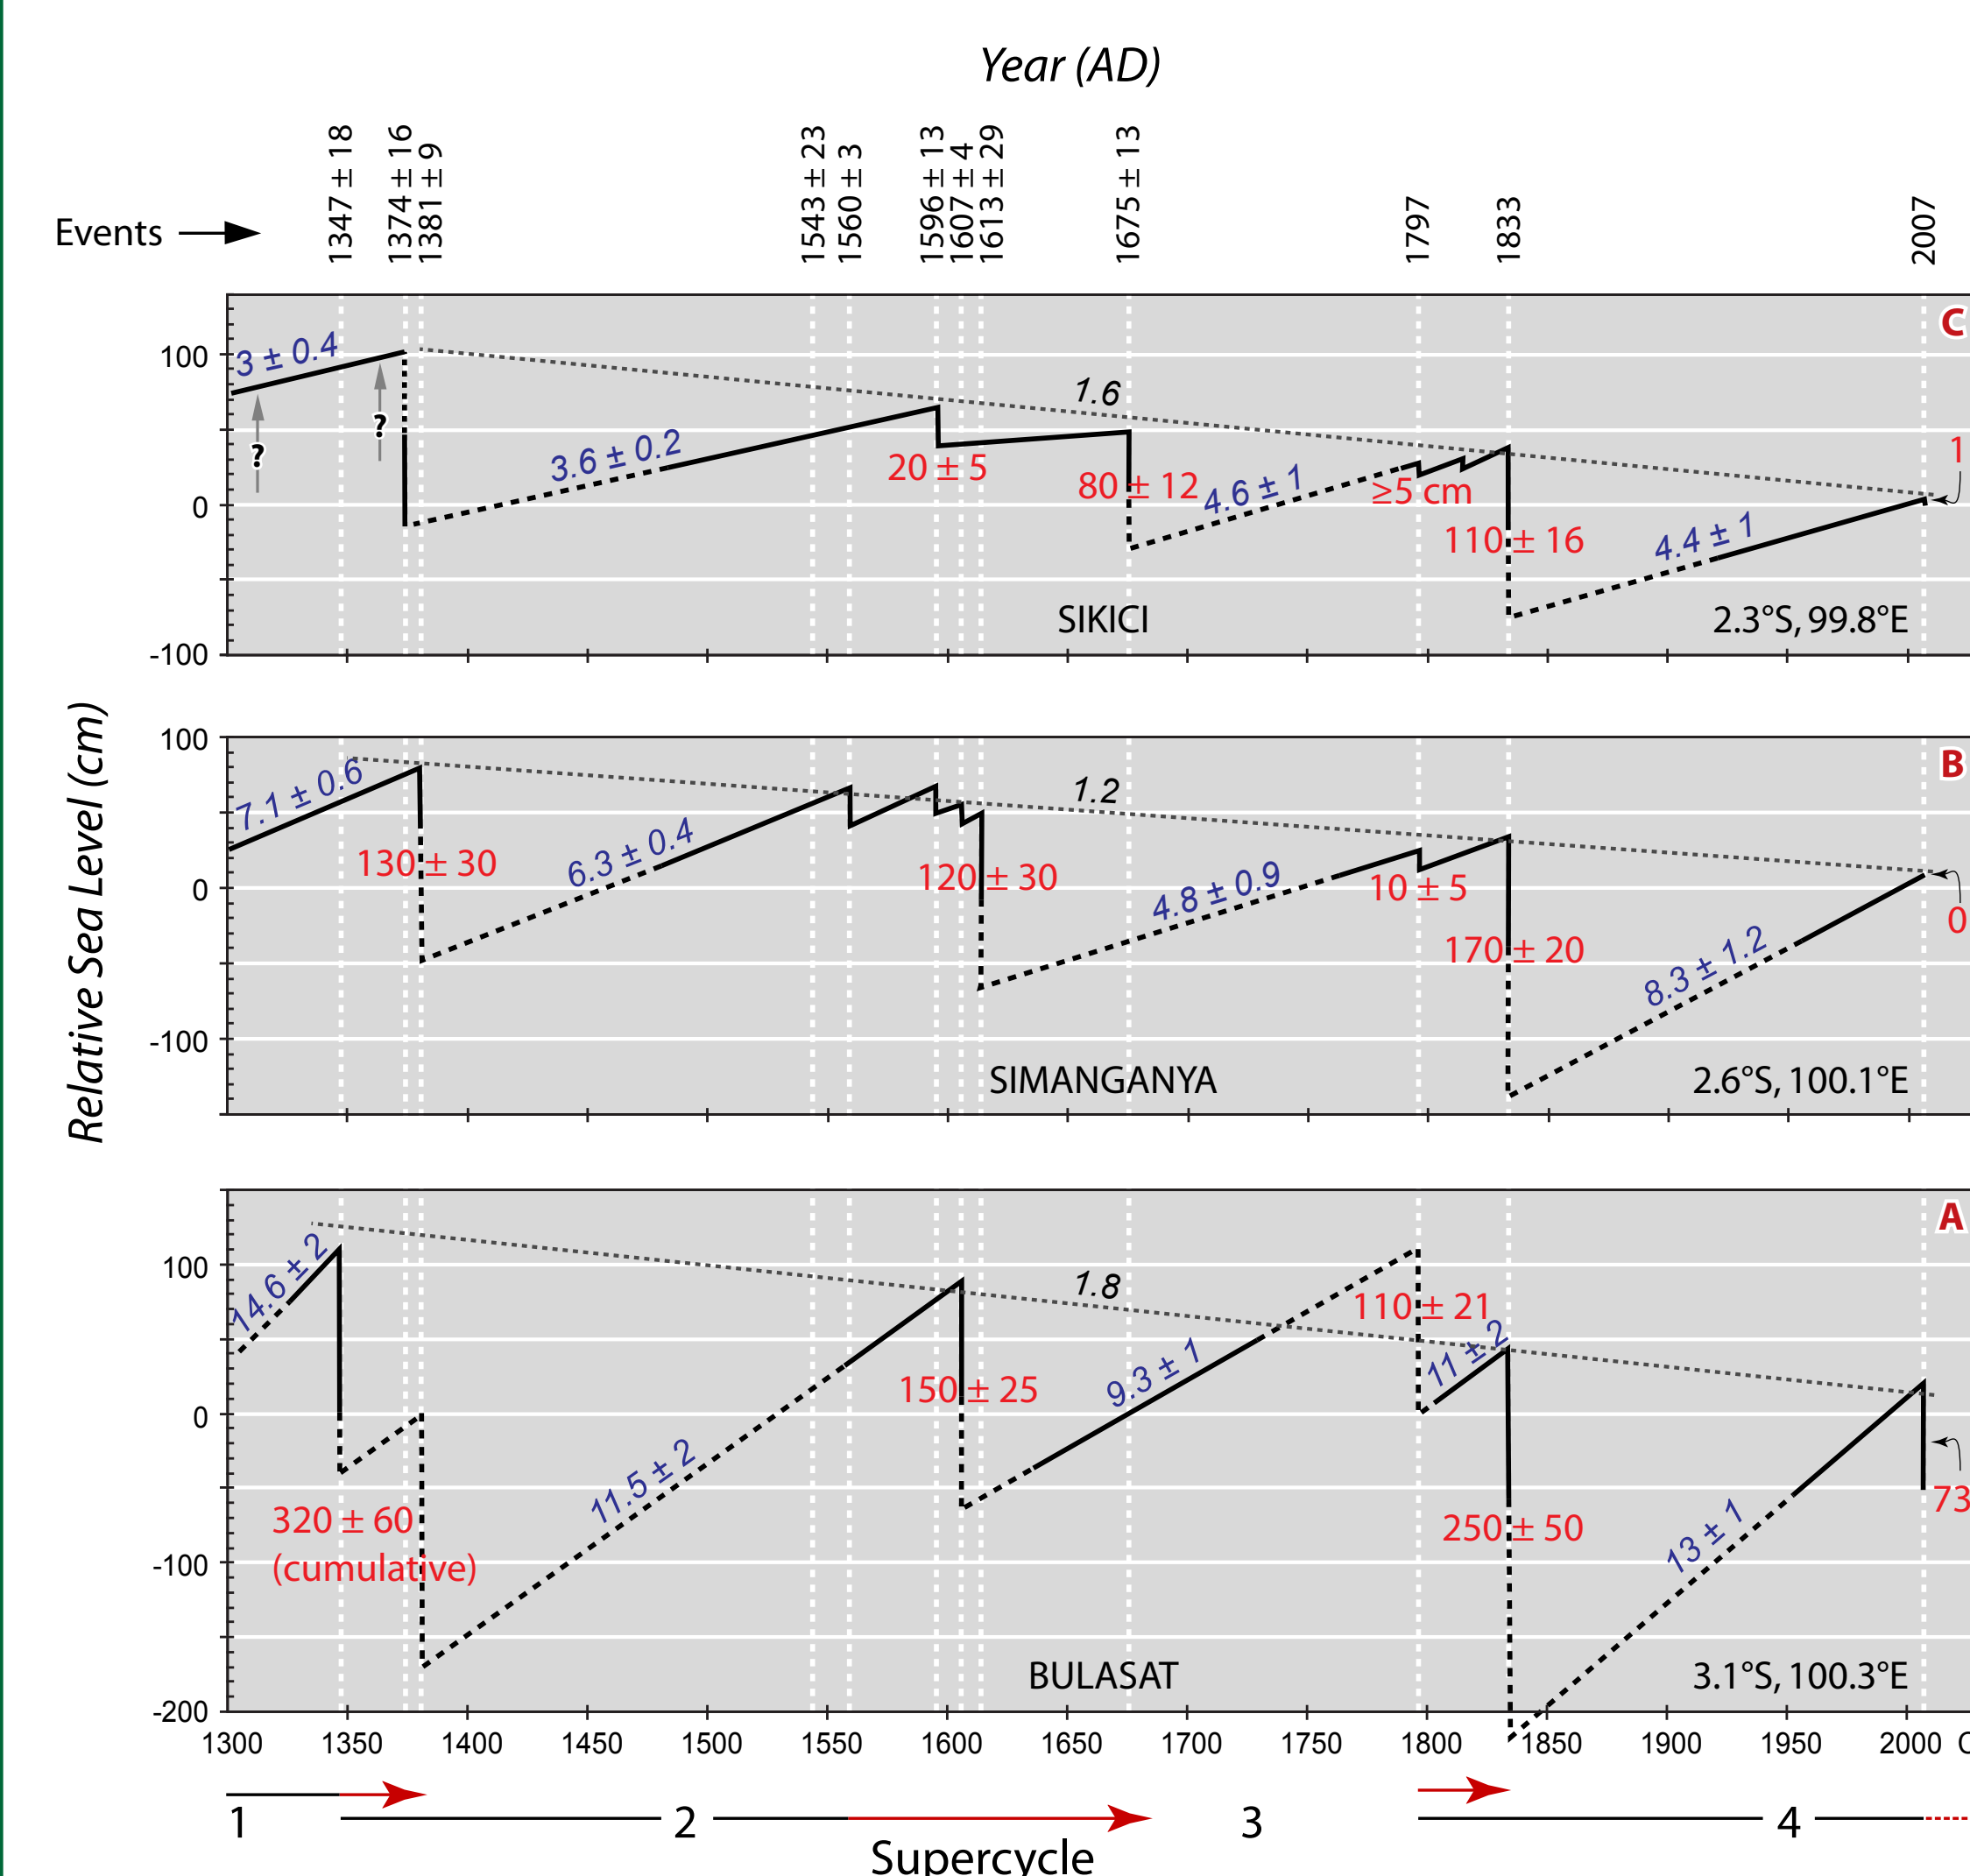 Year (AD)
Events
1347 ± 18
1374 ± 16
1381 ± 9
1543 ± 23
1560 ± 3
1596 ± 13
1607 ± 4
1613 ± 29
1675 ± 13
1797
1833
2007
Relative Sea Level (cm)
C
100
0
-100
3 ± 0.4
?
?
3.6 ± 0.2
20 ± 5
1.6
80 ± 12
4.6 ± 1
≥5 cm
110 ± 16
4.4 ± 1
1
SIKICI
2.3°S, 99.8°E
B
100
0
-100
7.1 ± 0.6
130 ± 30
6.3 ± 0.4
120 ± 30
1.2
4.8 ± 0.9
10 ± 5
170 ± 20
8.3 ± 1.2
0
SIMANGANYA
2.6°S, 100.1°E
A
100
0
-100
-200
14.6 ± 2
320 ± 60
(cumulative)
11.5 ± 2
150 ± 25
1.8
9.3 ± 1
110 ± 21
11 ± 2
250 ± 50
13 ± 1
73
BULASAT
3.1°S, 100.3°E
1300 1350 1400 1450 1500 1550 1600 1650 1700 1750 1800 1850 1900 1950 2000
1 2 3 4
Supercycle